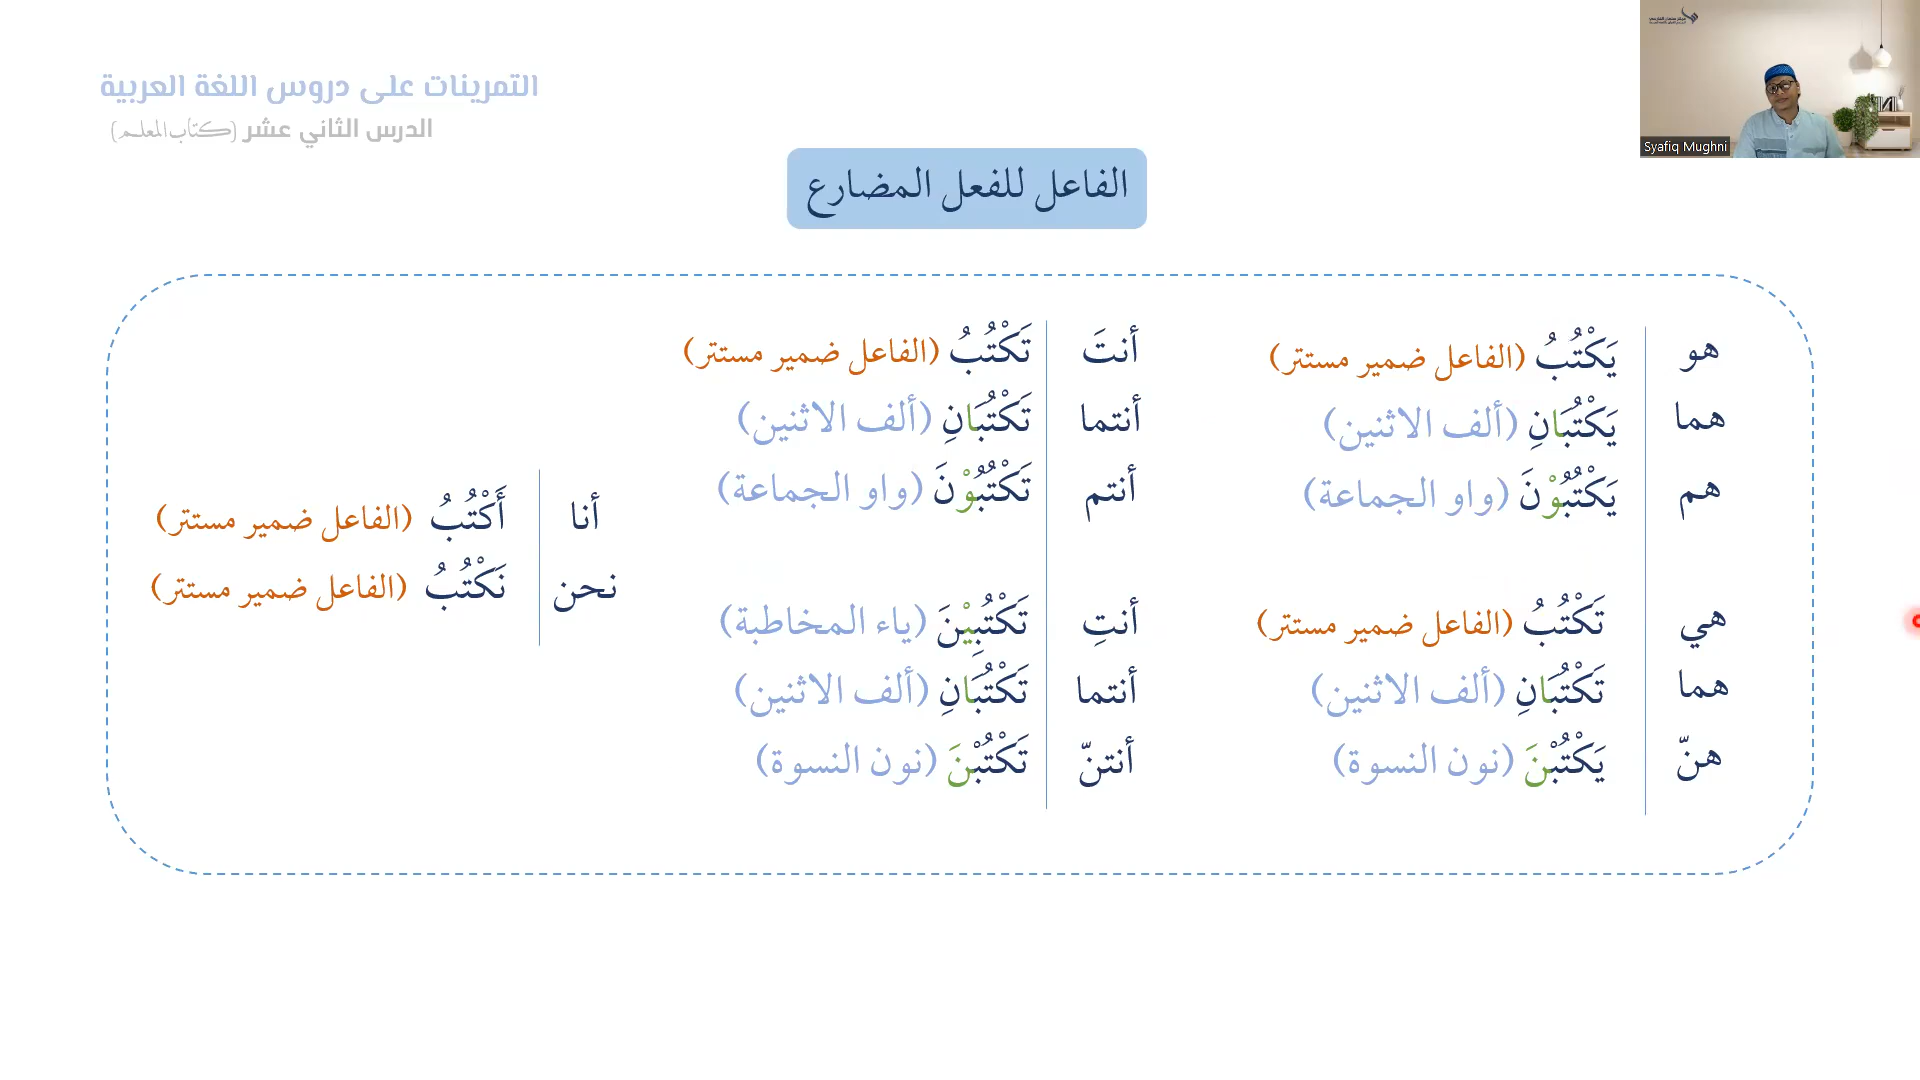 التمرينات على دروس اللغة العربية
الدرس الثاني عشر (كتاب المعلم)
Syafiq Mughni
الفاعل للفعل المضارع
هو يَكْتُبُ (الفاعل ضمير مستتر)
هما يَكْتُبَانِ (ألف الاثنين)
هم يَكْتُبُوْنَ (واو الجماعة)
هي تَكْتُبُ (الفاعل ضمير مستتر)
هما تَكْتُبَانِ (ألف الاثنين)
هنّ يَكْتُبْنَ (نون النسوة)
أنتَ تَكْتُبُ (الفاعل ضمير مستتر)
أنتما تَكْتُبَانِ (ألف الاثنين)
أنتم تَكْتُبُوْنَ (واو الجماعة)
أنتِ تَكْتُبِيْنَ (ياء المخاطبة)
أنتما تَكْتُبَانِ (ألف الاثنين)
أنتنّ تَكْتُبْنَ (نون النسوة)
أنا أَكْتُبُ (الفاعل ضمير مستتر)
نحن نَكْتُبُ (الفاعل ضمير مستتر)